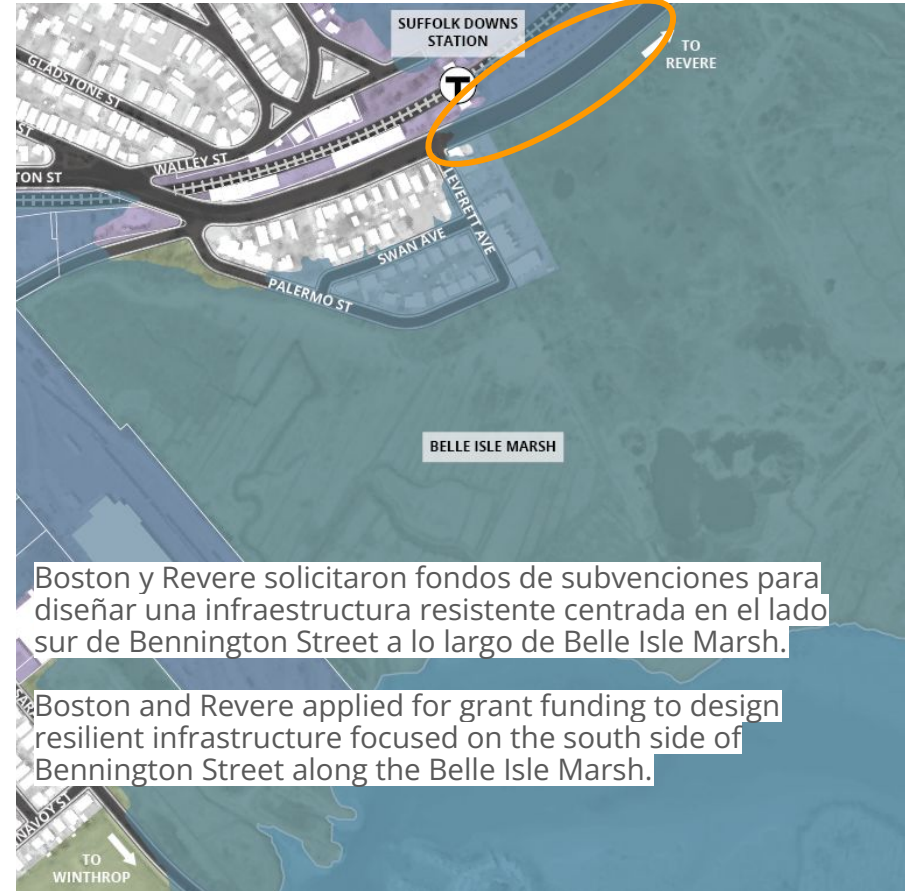 SUFFOLK DOWNS
STATION
T
TO
REVERE
GLADSTONE ST
ST
WALLEY ST
TON ST
LEVERETT AVE
SWAN AVE
PALERMO ST
BELLE ISLE MARSH
Boston y Revere solicitaron fondos de subvenciones para
diseñar una infraestructura resistente centrada en el lado
sur de Bennington Street a lo largo de Belle Isle Marsh.
Boston and Revere applied for grant funding to design
resilient infrastructure focused on the south side of
Bennington Street along the Belle Isle Marsh.
NAVOY ST
TO
WINTHROP